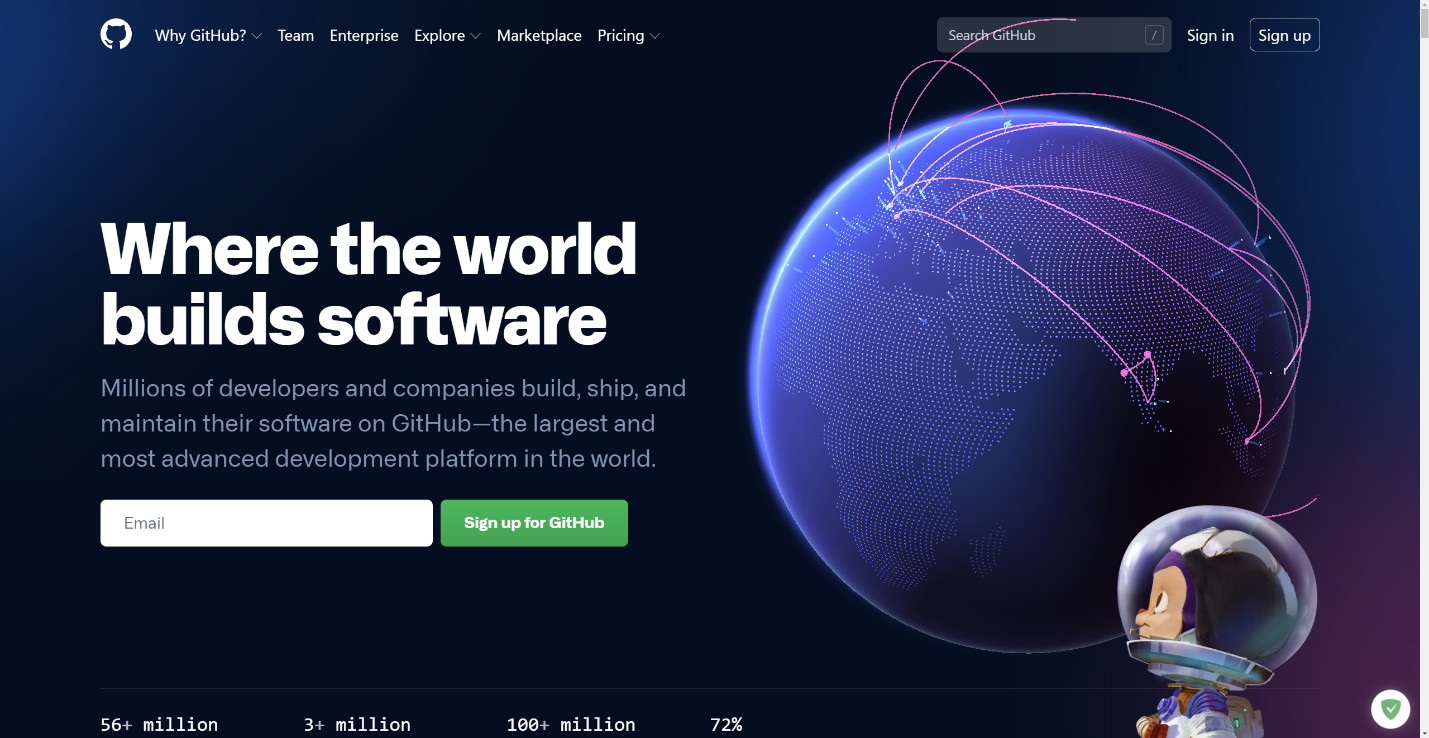 Why GitHub? Team Enterprise Explore Marketplace Pricing Search GitHub / Sign in Sign up
Where the world
builds software
Millions of developers and companies build, ship, and
maintain their software on GitHub—the largest and
most advanced development platform in the world.
Email Sign up for GitHub
56+ million 3+ million 100+ million 72%